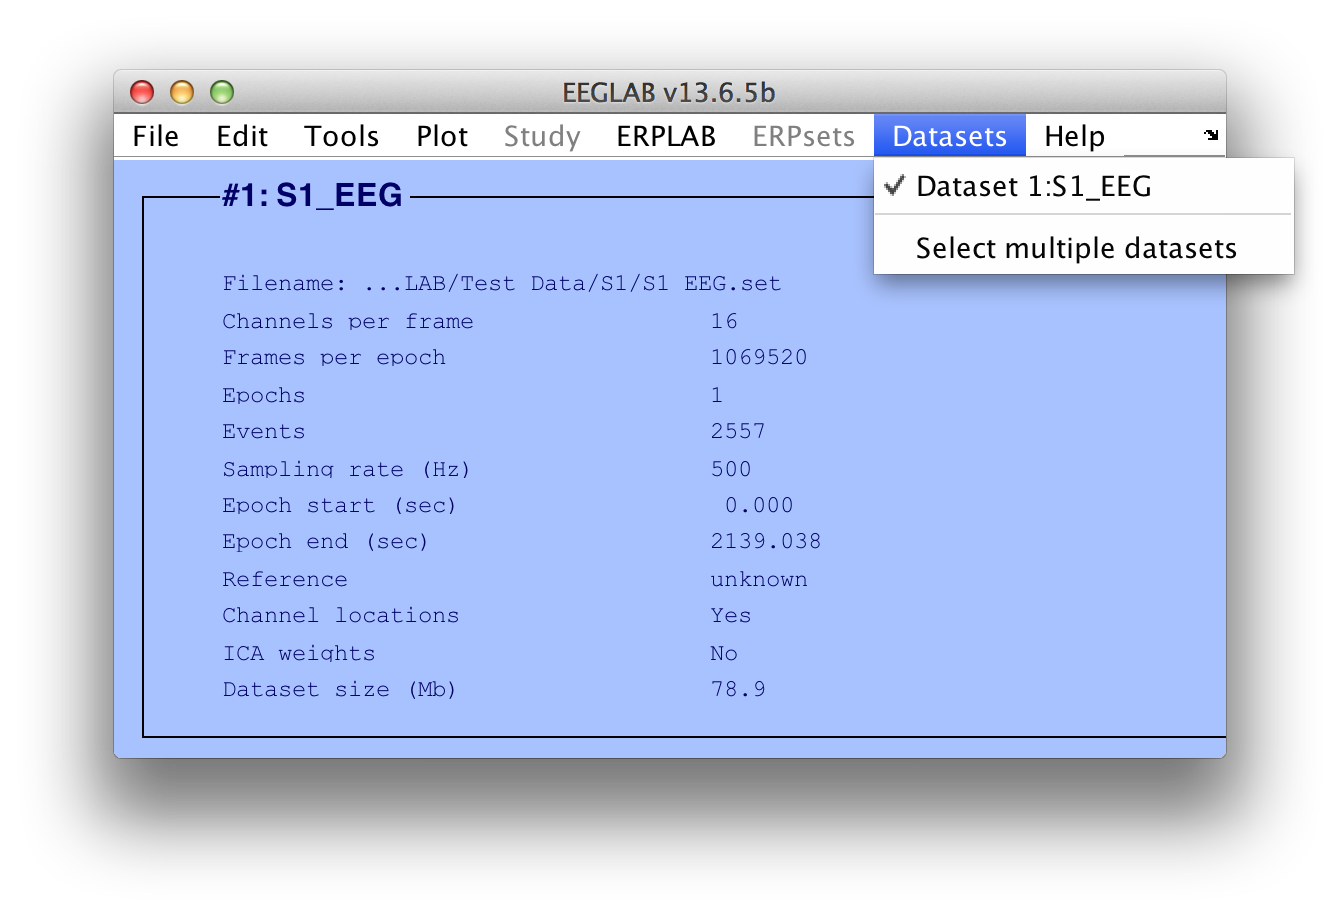 EEGLAB v13.6.5b
File Edit Tools Plot Study ERPLAB ERPsets Datasets Help
Dataset 1:S1_EEG
Select multiple datasets
#1: S1_EEG
Filename: ...LAB/Test Data/S1/S1 EEG.set
Channels per frame 16
Frames per epoch 1069520
Epochs 1
Events 2557
Sampling rate (Hz) 500
Epoch start (sec) 0.000
Epoch end (sec) 2139.038
Reference unknown
Channel locations Yes
ICA weights No
Dataset size (Mb) 78.9